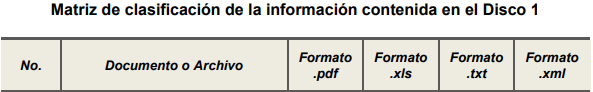 Matriz de clasificación de la información contenida en el Disco 1
No. Documento o Archivo Formato .pdf Formato .xls Formato .txt Formato .xml